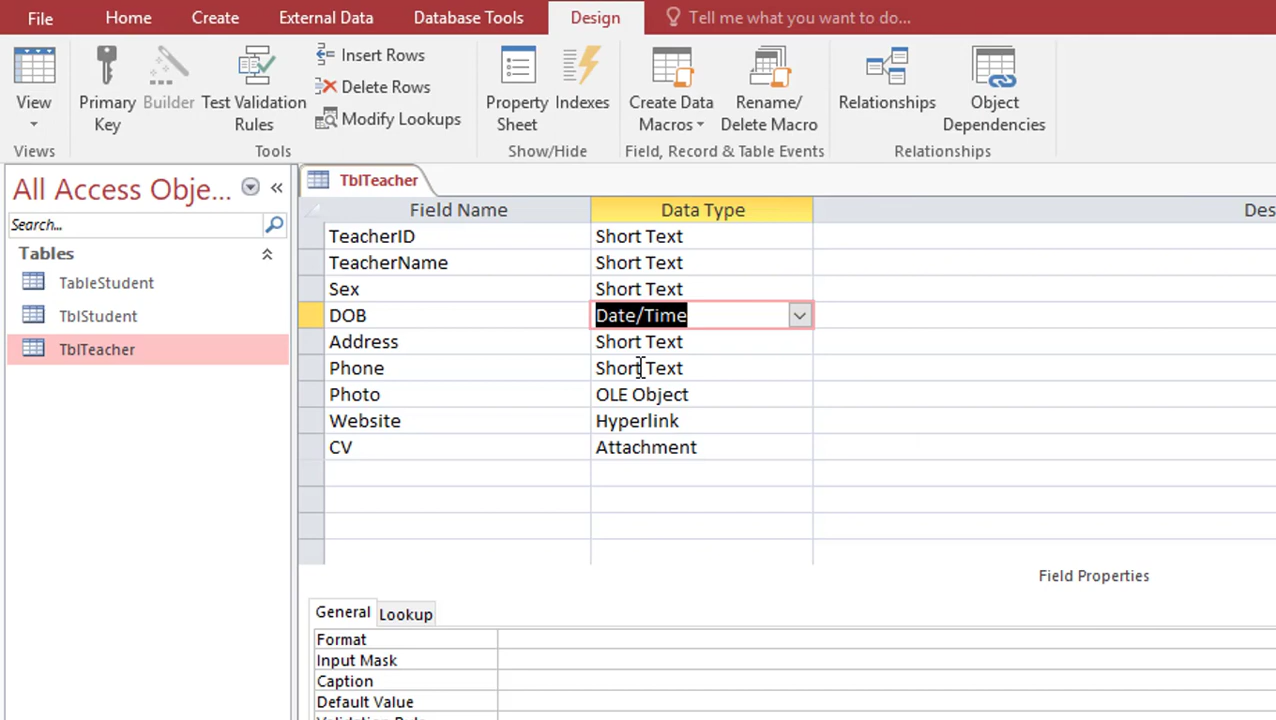 File Home Create External Data Database Tools Design Tell me what you want to do...
View
Primary Key
Builder
Test Validation Rules
Insert Rows
Delete Rows
Modify Lookups
Property Sheet
Indexes
Create Data Macros
Rename/ Delete Macro
Relationships
Object Dependencies
Views Tools Show/Hide Field, Record & Table Events Relationships
All Access Obje...
Search...
Tables
TableStudent
TblStudent
TblTeacher
TblTeacher
Field Name Data Type Des
TeacherID Short Text
TeacherName Short Text
Sex Short Text
DOB Date/Time
Address Short Text
Phone Short Text
Photo OLE Object
Website Hyperlink
CV Attachment
Field Properties
General Lookup
Format
Input Mask
Caption
Default Value